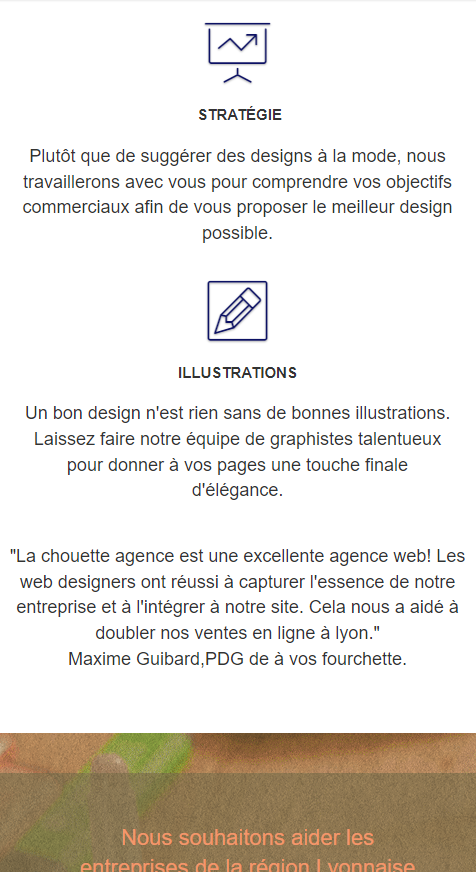 STRATÉGIE
Plutôt que de suggérer des designs à la mode, nous
travaillerons avec vous pour comprendre vos objectifs
commerciaux afin de vous proposer le meilleur design
possible.
ILLUSTRATIONS
Un bon design n'est rien sans de bonnes illustrations.
Laissez faire notre équipe de graphistes talentueux
pour donner à vos pages une touche finale
d'élégance.
"La chouette agence est une excellente agence web! Les
web designers ont réussi à capturer l'essence de notre
entreprise et à l'intégrer à notre site. Cela nous a aidé à
doubler nos ventes en ligne à lyon."
Maxime Guibard,PDG de à vos fourchette.
Nous souhaitons aider les
entreprises de la région Lyonnaise